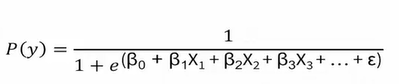 P(y) = 1 / 1 + e^(β₀ + β₁X₁ + β₂X₂ + β₃X₃ + … + ε)